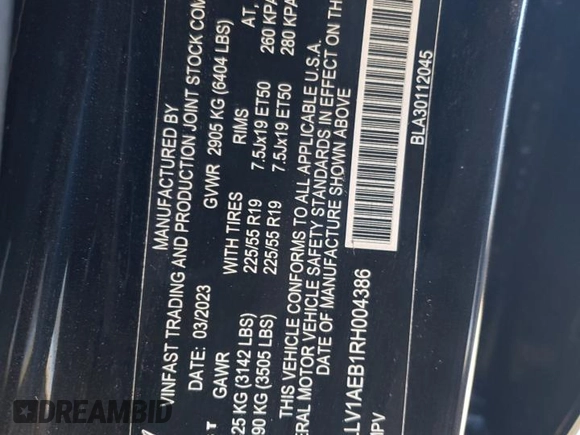 MANUFACTURED BY
VINFAST TRADING AND PRODUCTION JOINT STOCK COM
DATE: 03/2023 GVWR 2905 KG (6404 LBS)
GAWR WITH TIRES RIMS AT,
25 KG (3142 LBS) 225/55 R19 7.5Jx19 ET50 260 KPA
90 KG (3505 LBS) 225/55 R19 7.5Jx19 ET50 280 KPA
THIS VEHICLE CONFORMS TO ALL APPLICABLE U.S.A.
ERAL MOTOR VEHICLE SAFETY STANDARDS IN EFFECT ON TH
DATE OF MANUFACTURE SHOWN ABOVE
LLV1AEB1RH004386
MPV
BLA30112045
DREAMBID